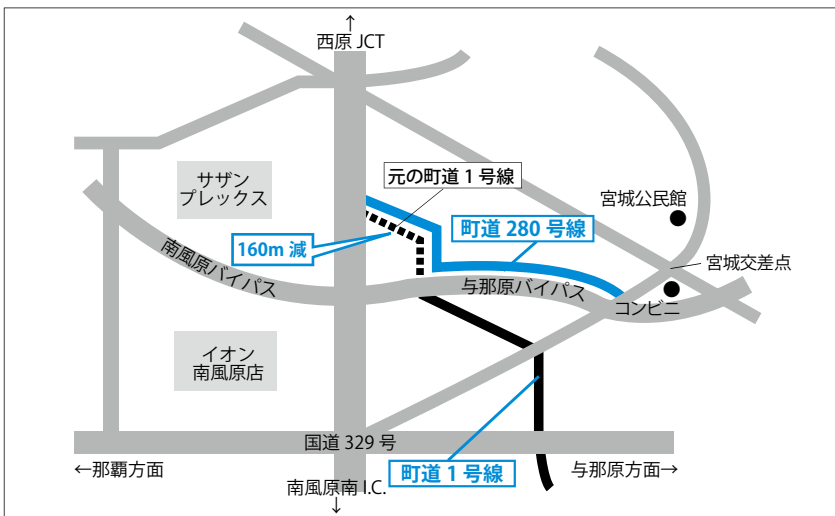 ↑
西原 JCT
元の町道 1 号線
サザン
プレックス
宮城公民館
町道 280 号線
160m 減
宮城交差点
南風原バイパス
与那原バイパス
コンビニ
イオン
南風原店
国道 329 号
←那覇方面
町道 1 号線
与那原方面→
南風原南 I.C.
↓